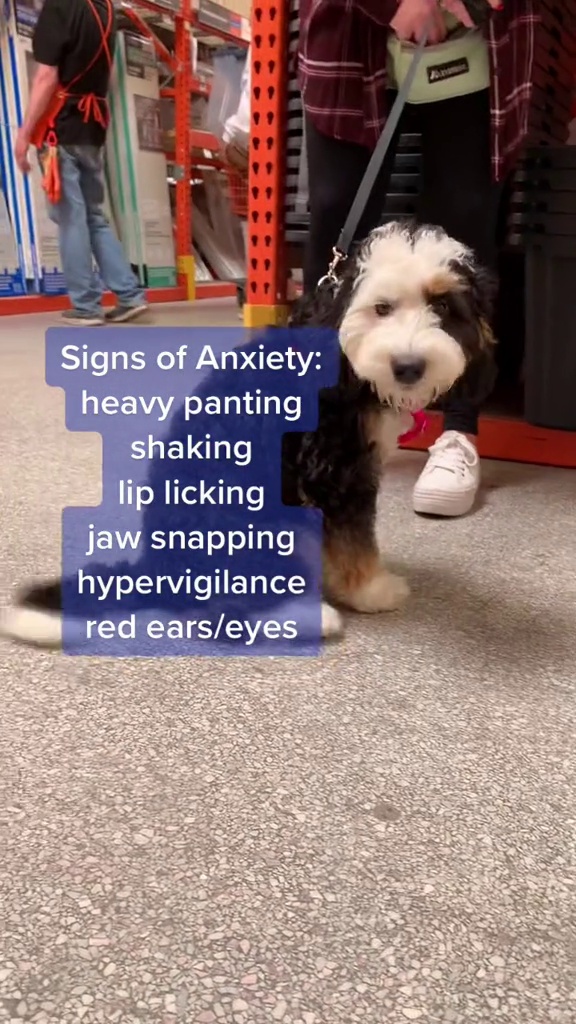 Signs of Anxiety:
heavy panting
shaking
lip licking
jaw snapping
hypervigilance
red ears/eyes